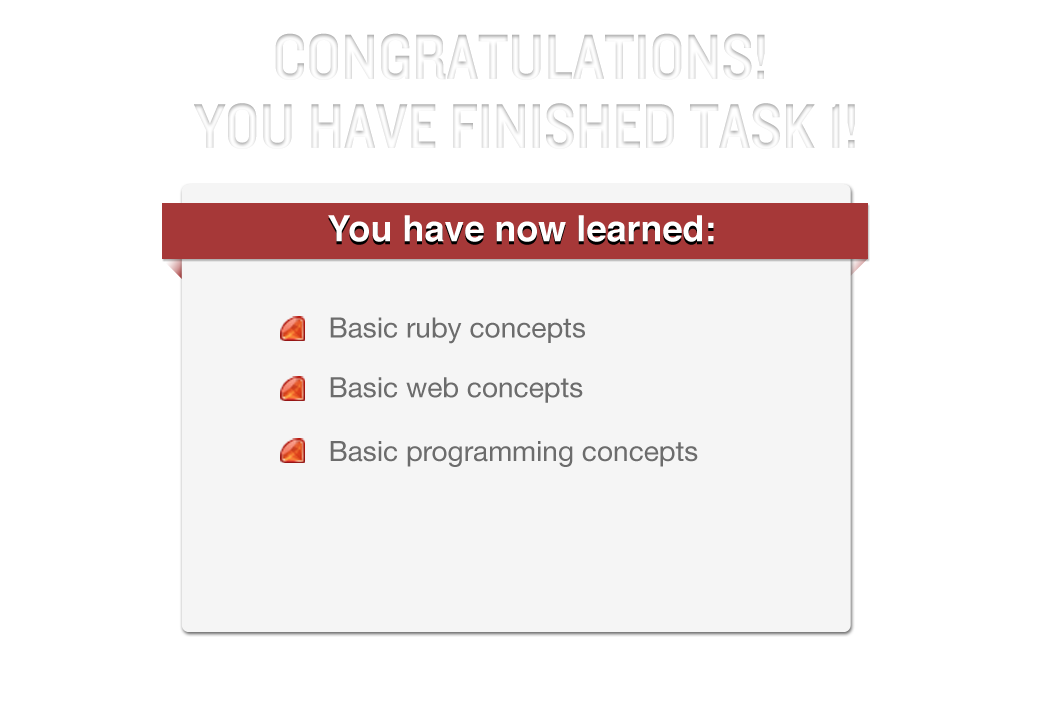 CONGRATULATIONS!
YOU HAVE FINISHED TASK 1!
You have now learned:
Basic ruby concepts
Basic web concepts
Basic programming concepts